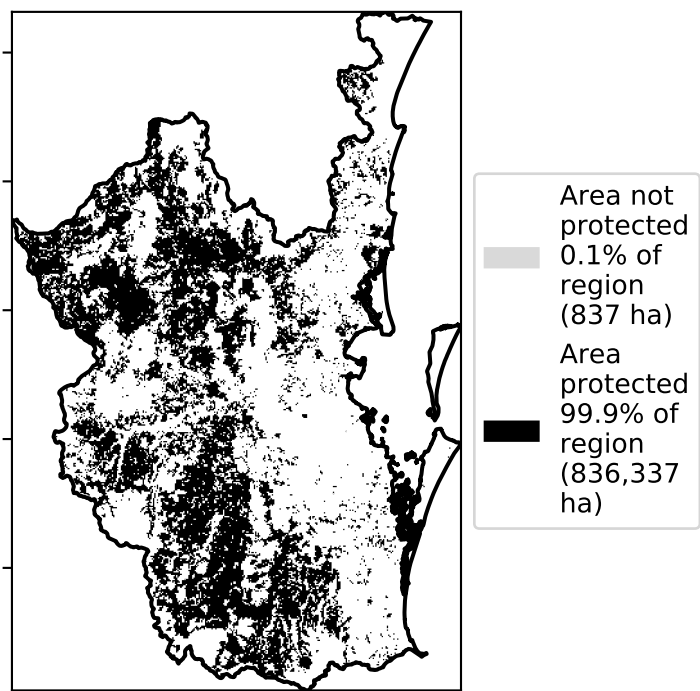 Area not
protected
0.1% of
region
(837 ha)
Area
protected
99.9% of
region
(836,337
ha)